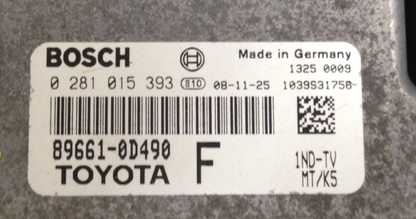 BOSCH Made in Germany
1325 0009
0 281 015 393 810 08-11-25 1039S31758-
89661-0D490 F 1ND-TV
TOYOTA MT/K5